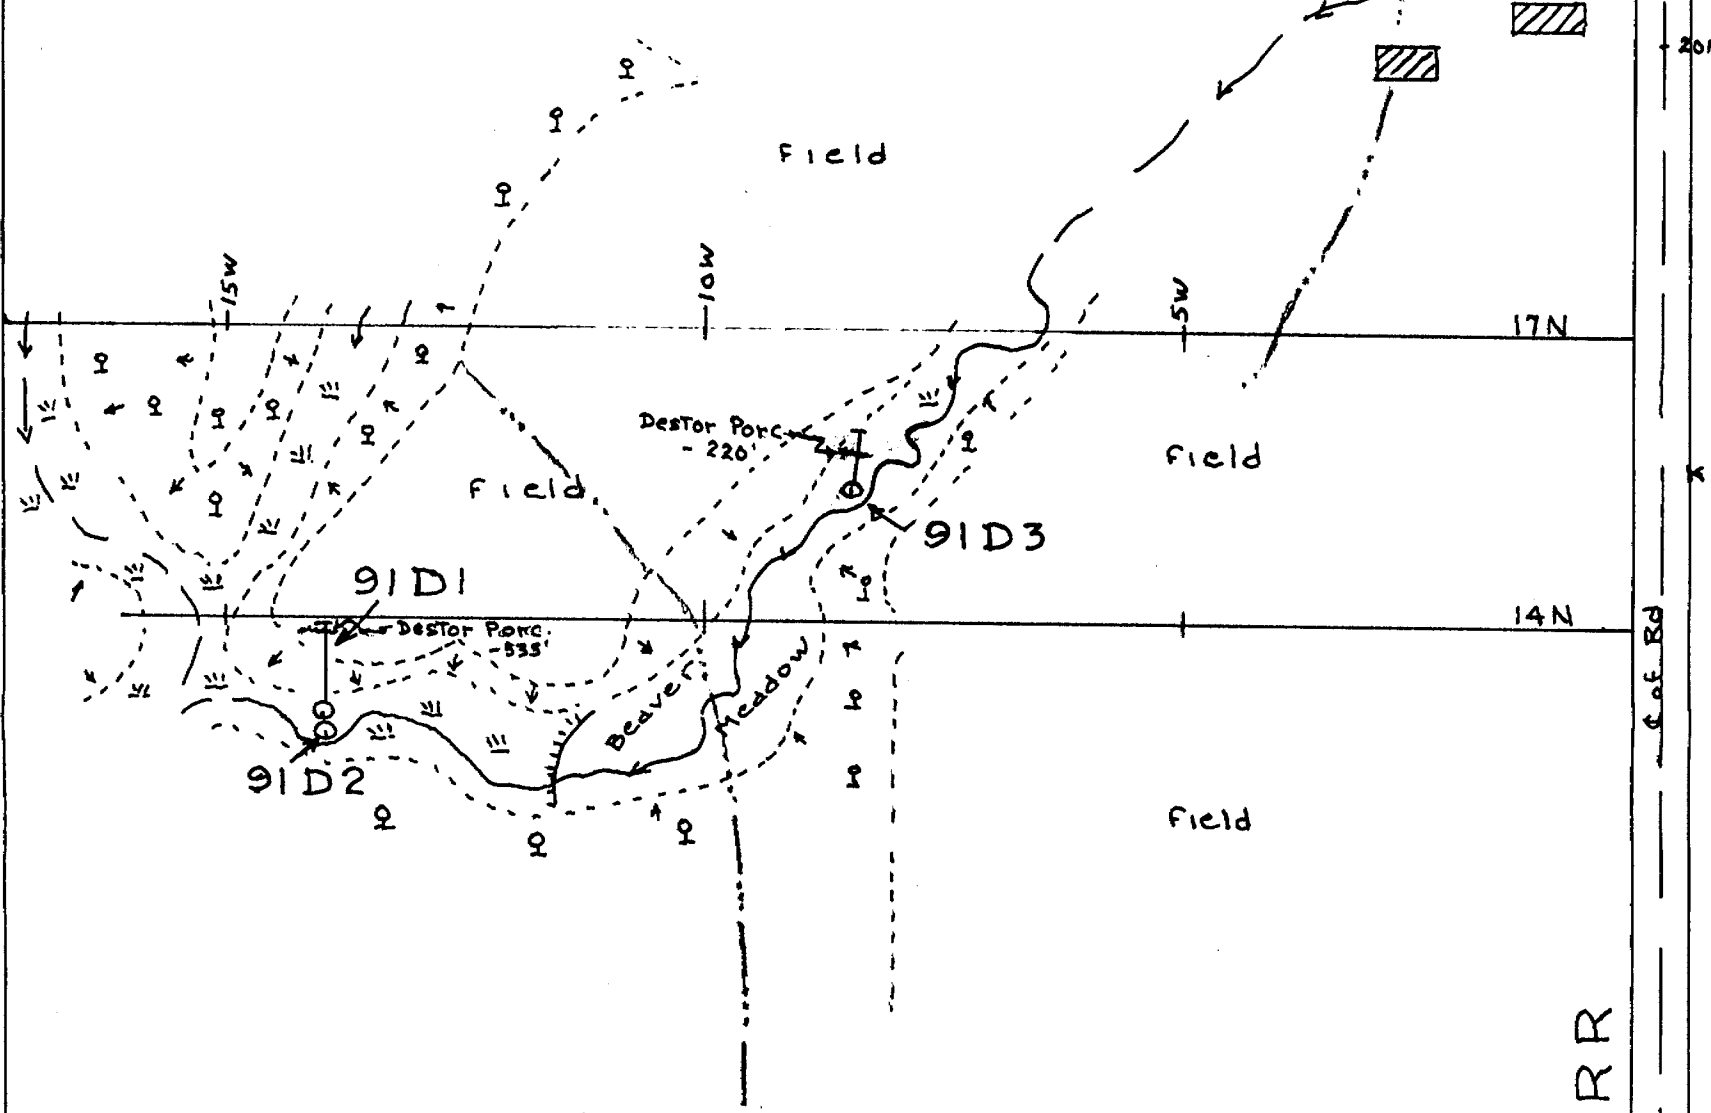 201
Field
15W
10W
5W
17N
Destor Porc
- 220'
Field
Field
91D3
91D1
14N
Destor Porc.
-535'
Beaver
Meadow
℄ of Rd
91D2
Field
R R